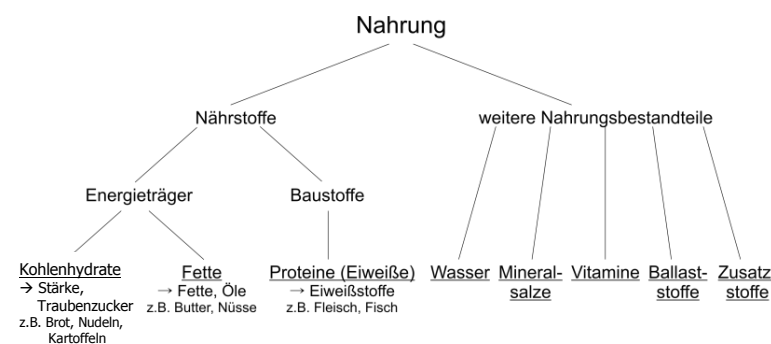 Nahrung
Nährstoffe
weitere Nahrungsbestandteile
Energieträger
Baustoffe
Kohlenhydrate
→ Stärke,
Traubenzucker
z.B. Brot, Nudeln,
Kartoffeln
Fette
→ Fette, Öle
z.B. Butter, Nüsse
Proteine (Eiweiße)
→ Eiweißstoffe
z.B. Fleisch, Fisch
Wasser
Mineral-
salze
Vitamine
Ballast-
stoffe
Zusatz
stoffe